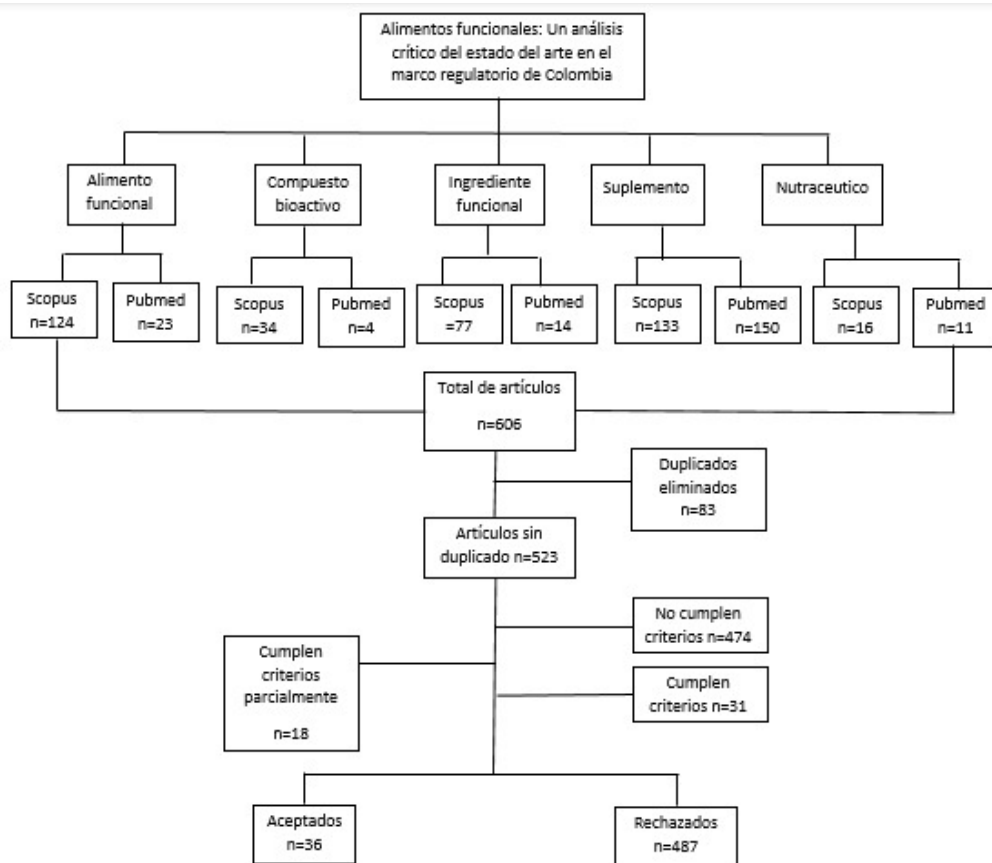 Alimentos funcionales: Un análisis
crítico del estado del arte en el
marco regulatorio de Colombia
Alimento
funcional
Compuesto
bioactivo
Ingrediente
funcional
Suplemento
Nutraceutico
Scopus
n=124
Pubmed
n=23
Scopus
n=34
Pubmed
n=4
Scopus
=77
Pubmed
n=14
Scopus
n=133
Pubmed
n=150
Scopus
n=16
Pubmed
n=11
Total de artículos
n=606
Duplicados
eliminados
n=83
Artículos sin
duplicado n=523
No cumplen
criterios n=474
Cumplen
criterios
parcialmente
n=18
Cumplen
criterios n=31
Aceptados
n=36
Rechazados
n=487